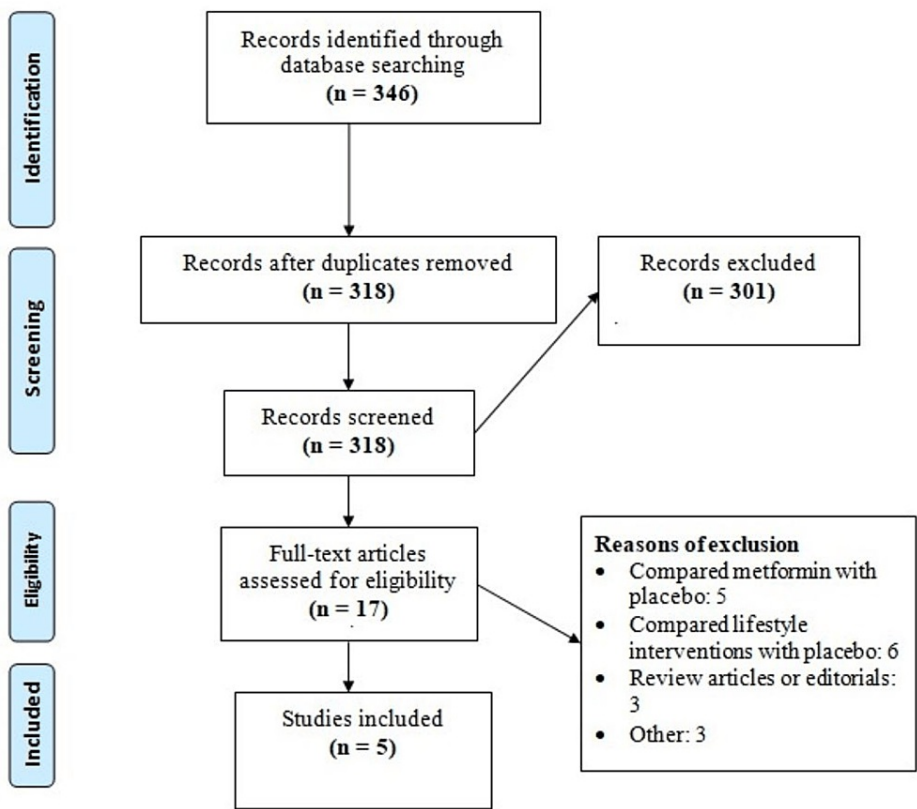 Identification
Records identified through
database searching
(n = 346)
Screening
Records after duplicates removed
(n = 318)
Records excluded
(n = 301)
.
Records screened
(n = 318)
Eligibility
Full-text articles
assessed for eligibility
(n = 17)
.
Reasons of exclusion
• Compared metformin with
placebo: 5
• Compared lifestyle
interventions with placebo: 6
• Review articles or editorials:
3
• Other: 3
Included
Studies included
(n = 5)